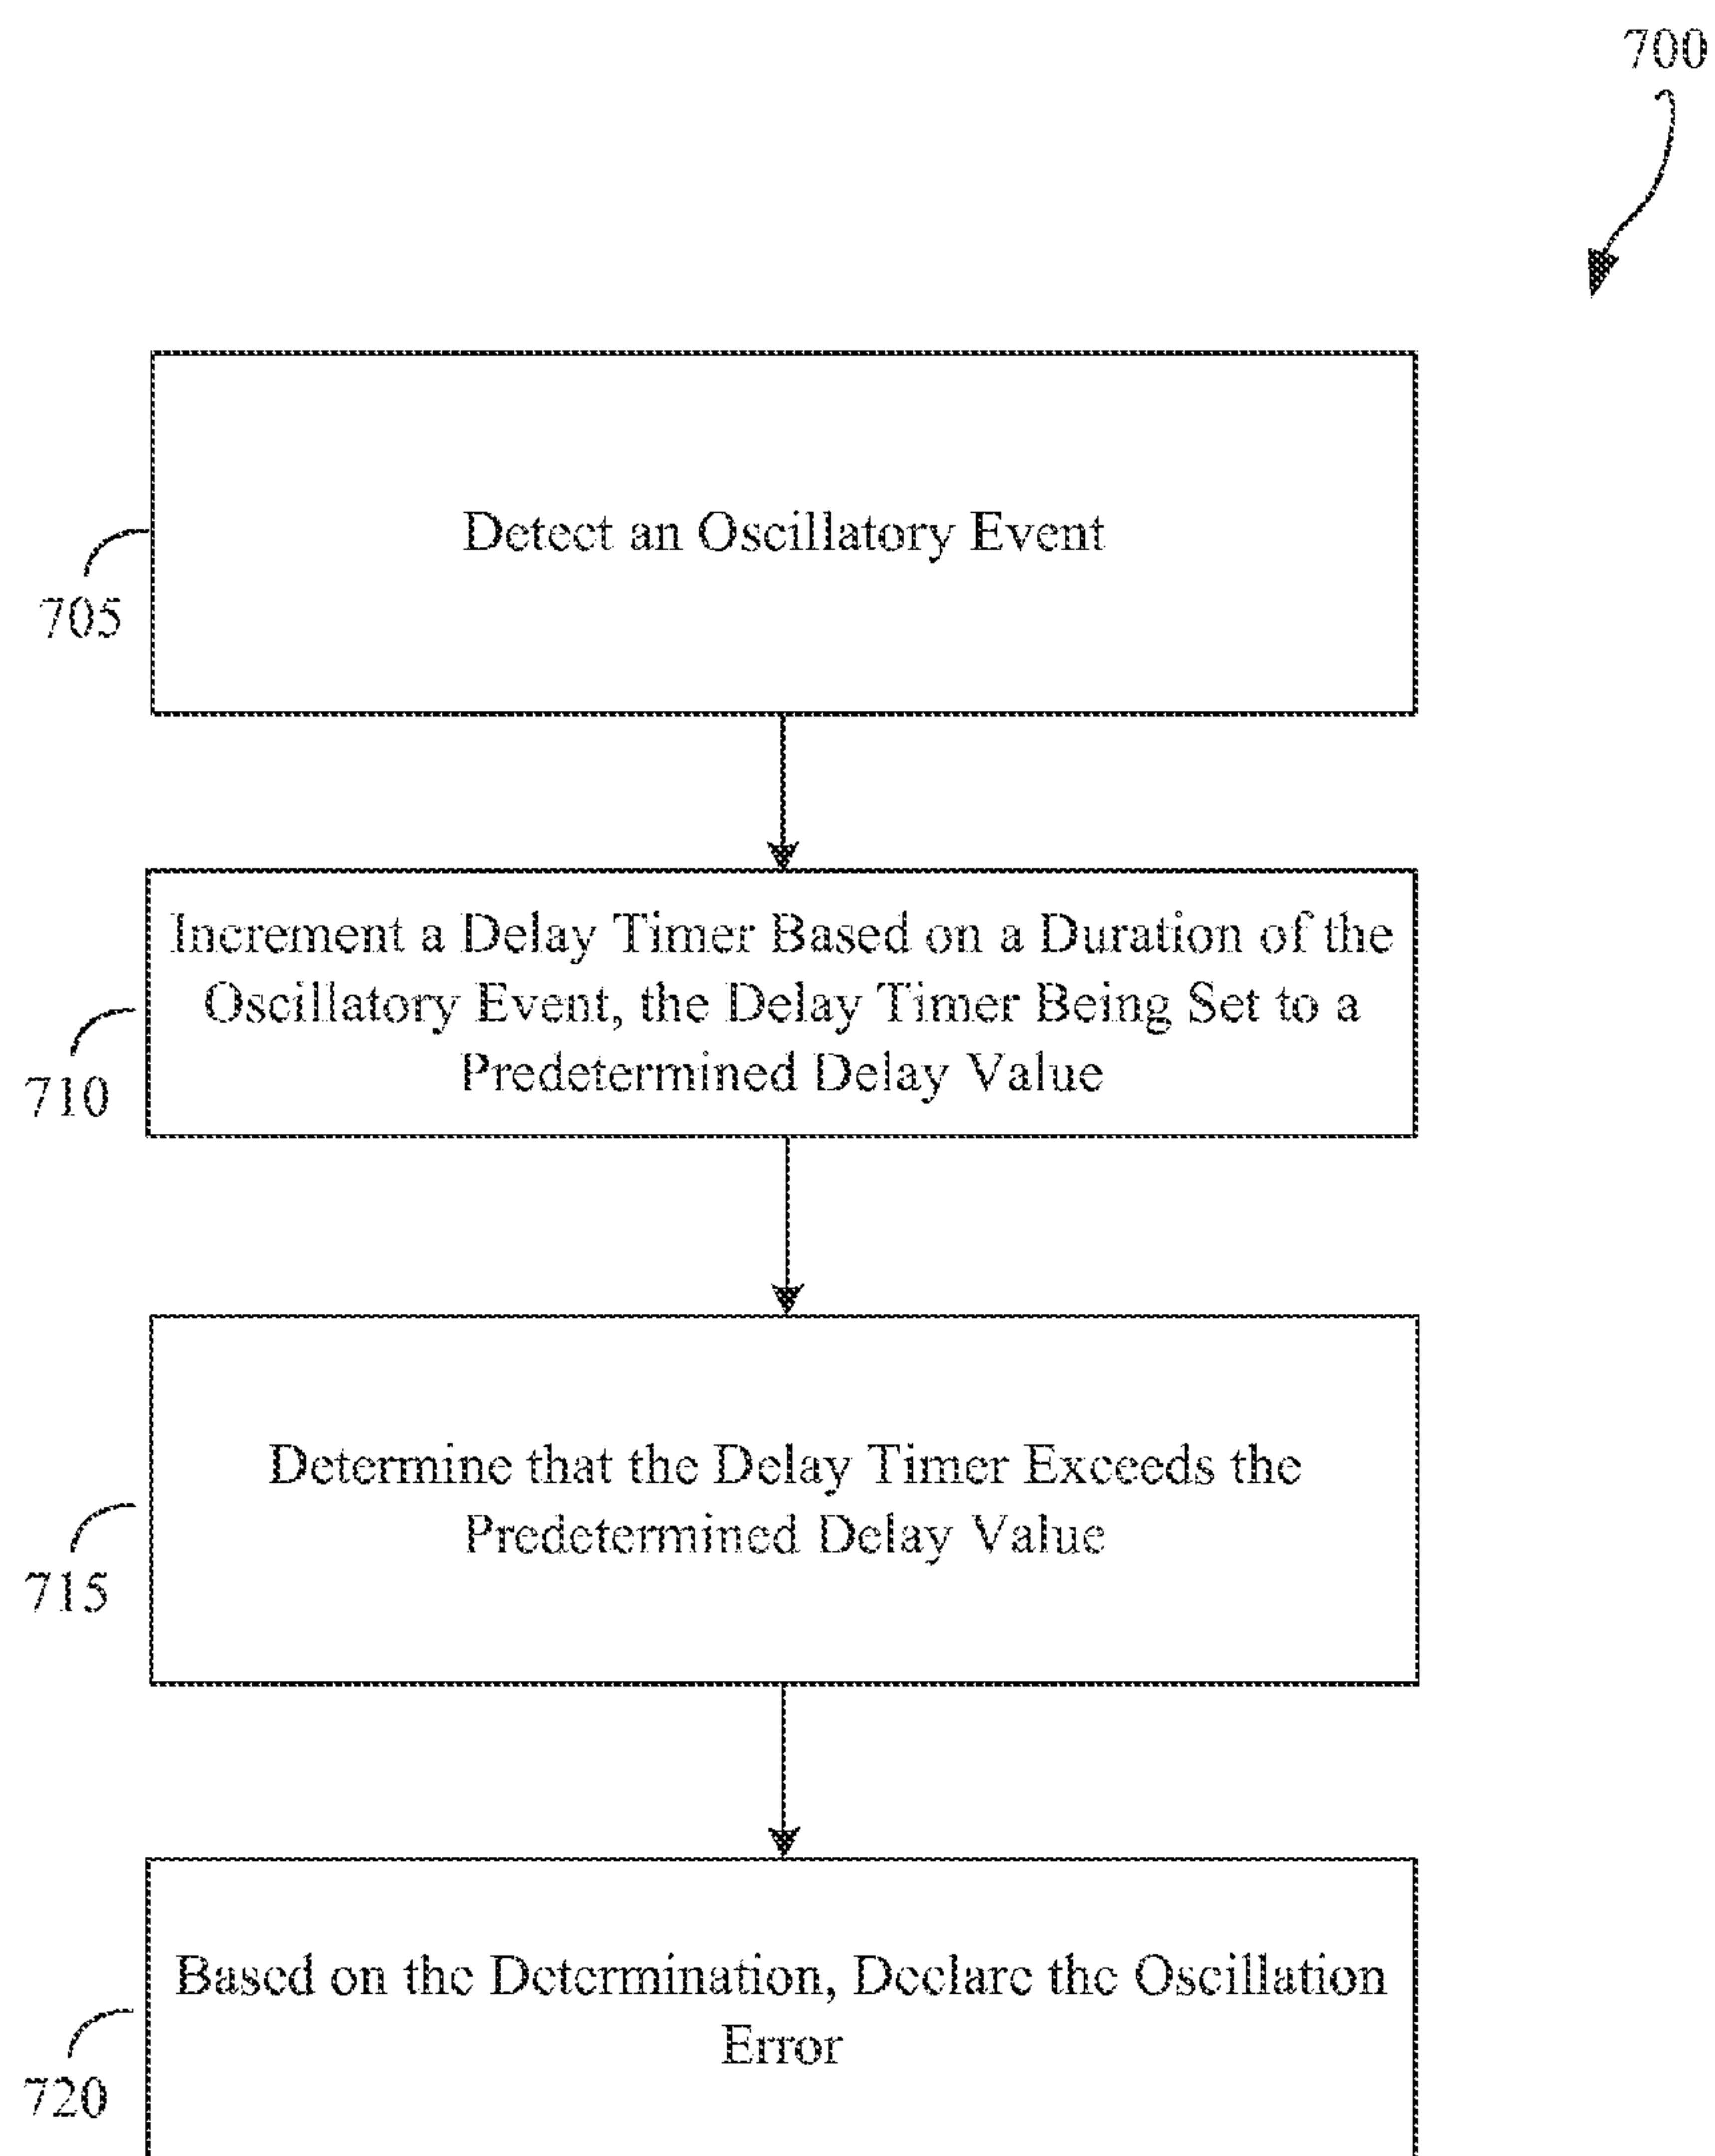 700
Detect an Oscillatory Event
705
Increment a Delay Timer Based on a Duration of the
Oscillatory Event, the Delay Timer Being Set to a
Predetermined Delay Value
710
Determine that the Delay Timer Exceeds the
Predetermined Delay Value
715
Based on the Determination, Declare the Oscillation
Error
720